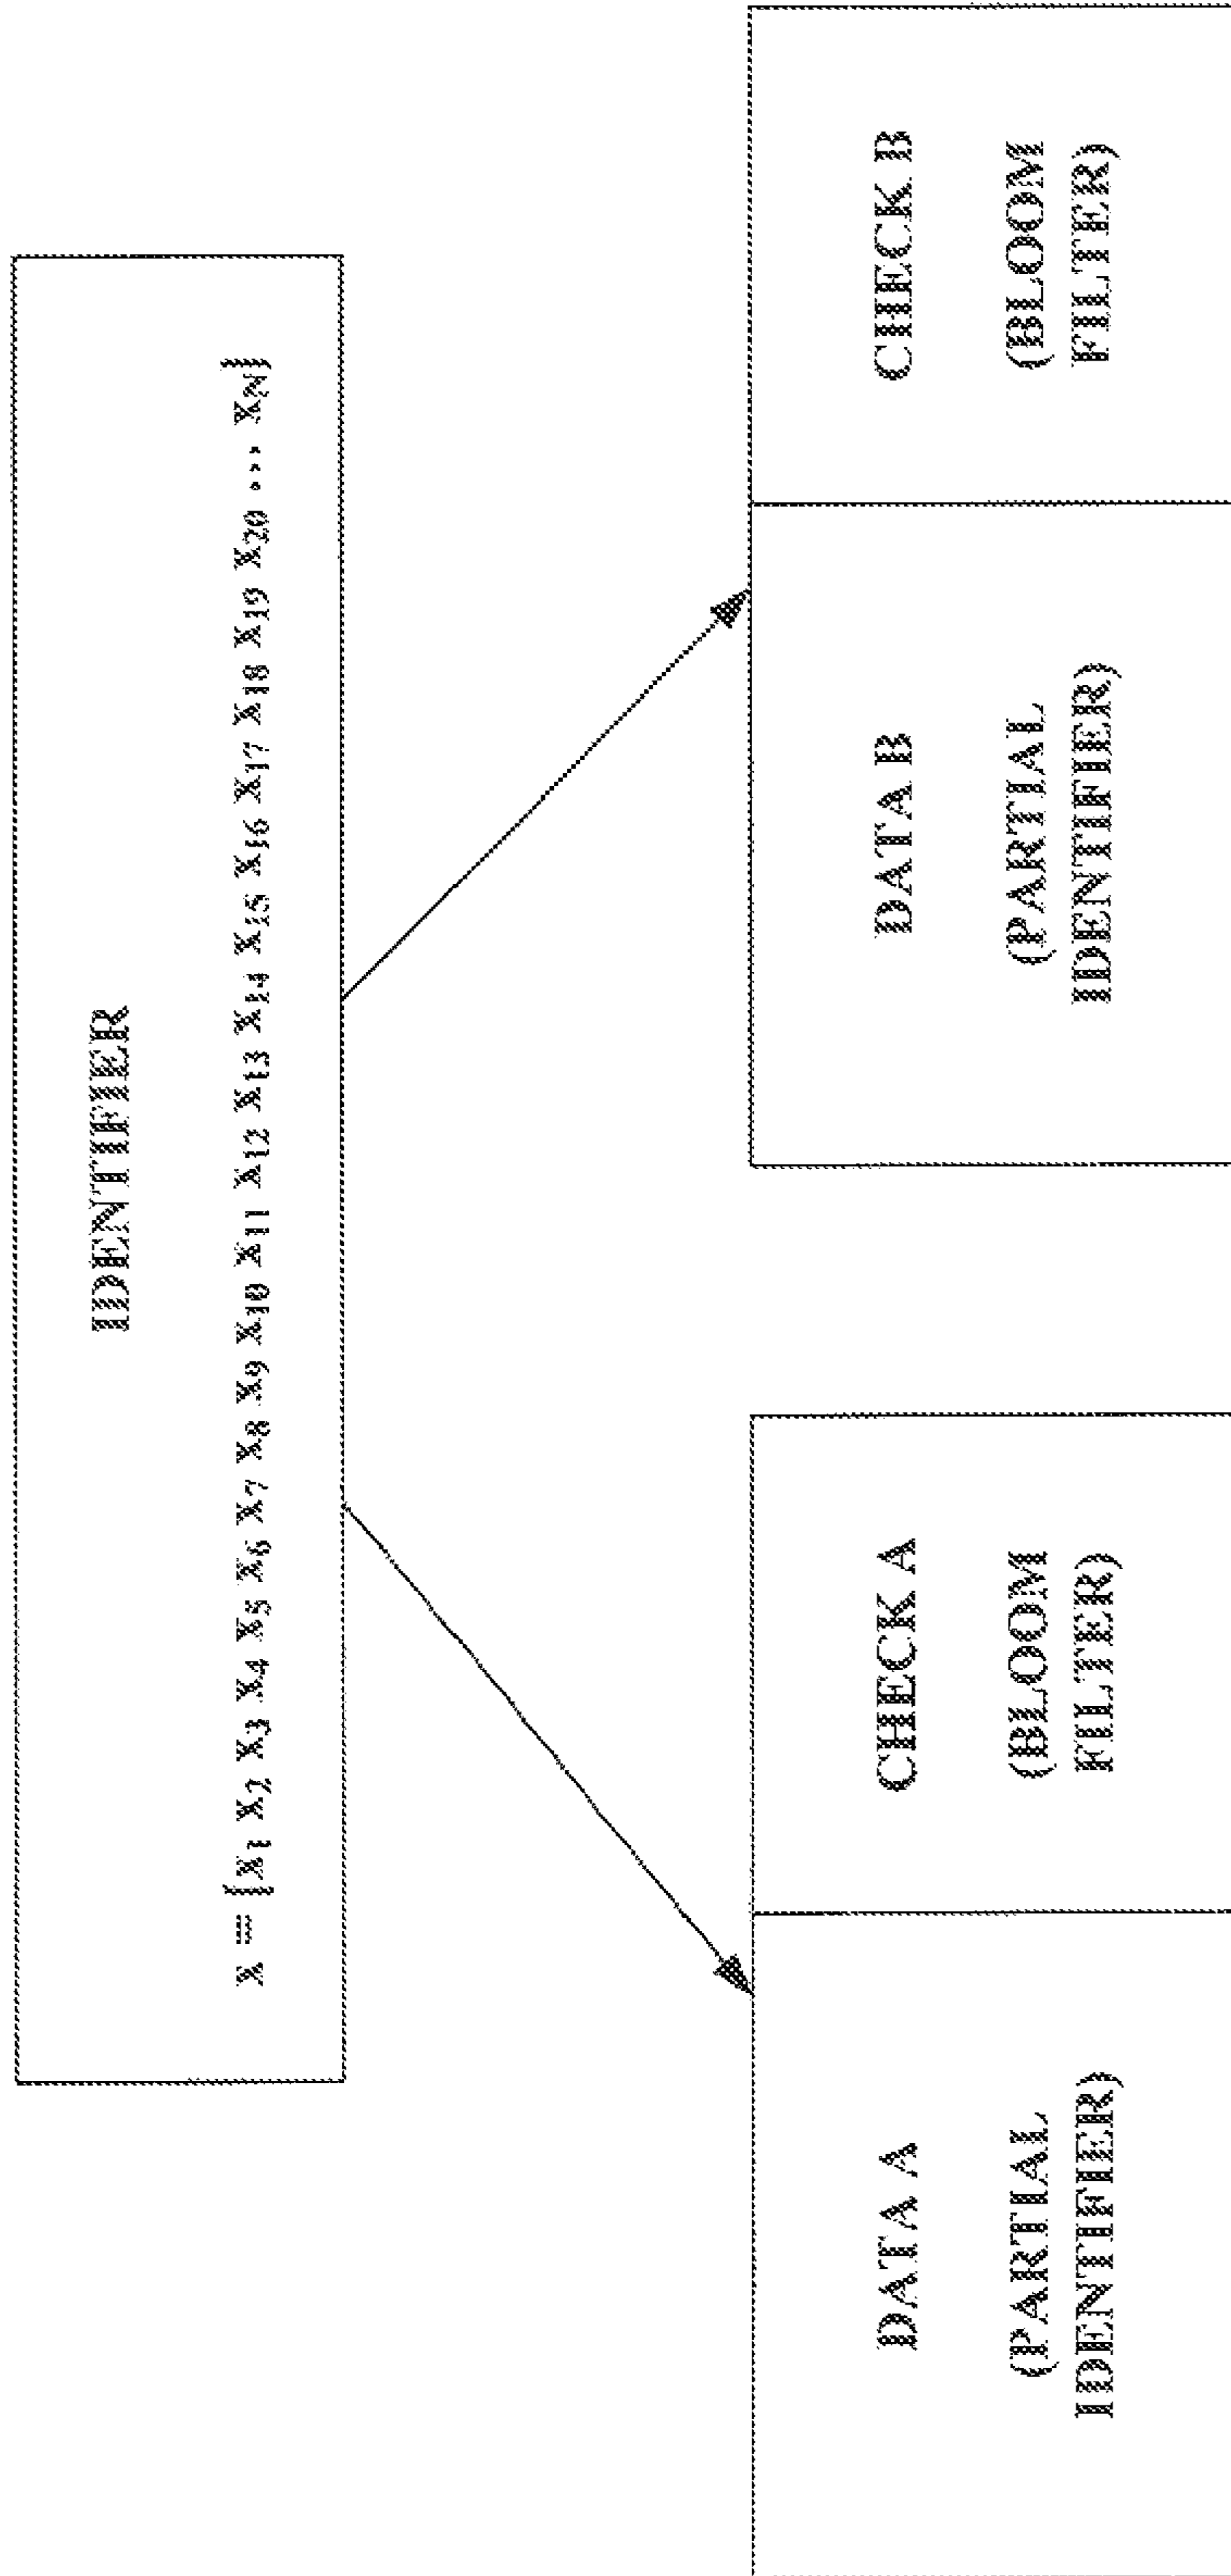 IDENTIFIER
X = {X₁ X₂ X₃ X₄ X₅ X₆ X₇ X₈ X₉ X₁₀ X₁₁ X₁₂ X₁₃ X₁₄ X₁₅ X₁₆ X₁₇ X₁₈ X₁₉ X₂₀ ... X_N}
DATA A
(PARTIAL
IDENTIFIER)
CHECK A
(BLOOM
FILTER)
DATA B
(PARTIAL
IDENTIFIER)
CHECK B
(BLOOM
FILTER)